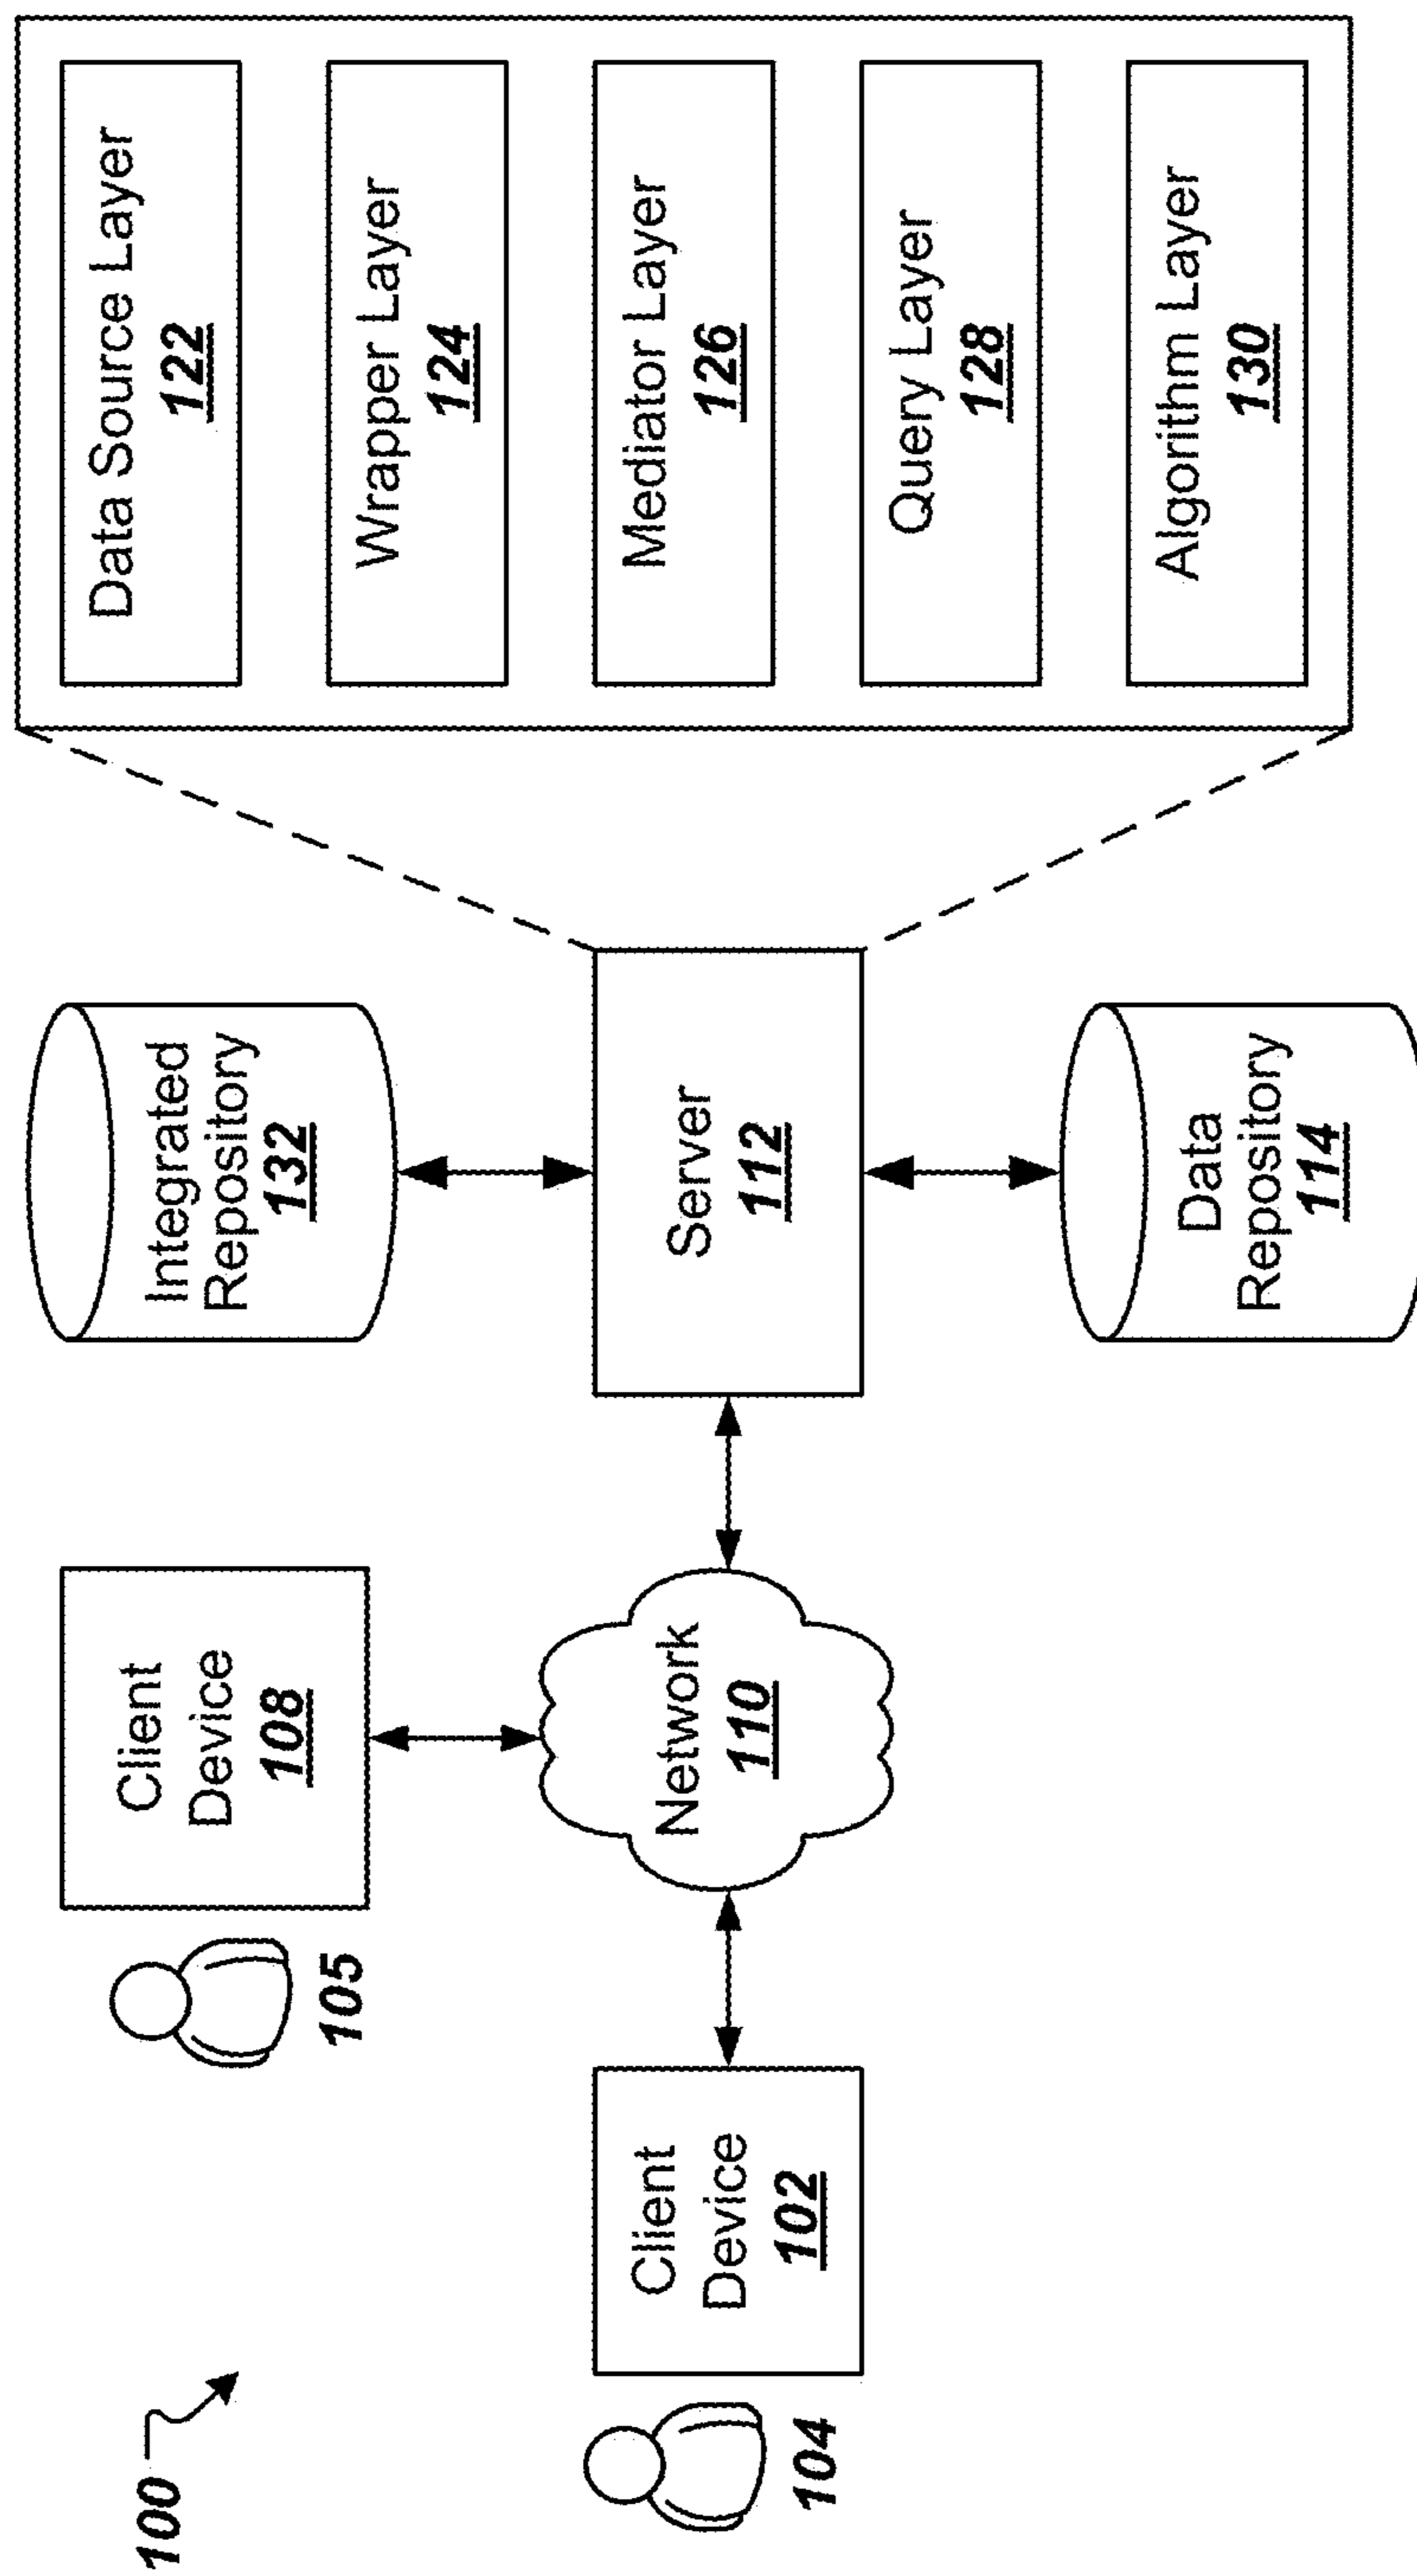 100
104
Client
Device
102
105
Client
Device
108
Network
110
Integrated
Repository
132
Server
112
Data
Repository
114
Data Source Layer
122
Wrapper Layer
124
Mediator Layer
126
Query Layer
128
Algorithm Layer
130